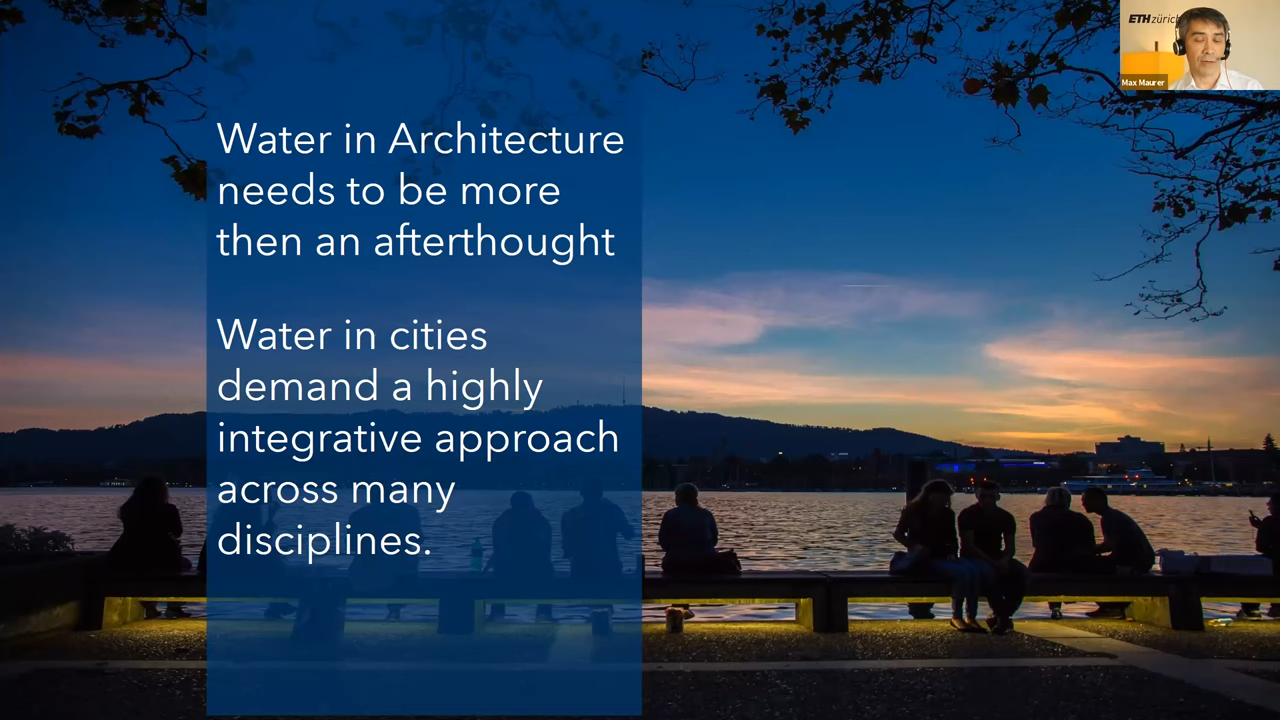 ETH zürich
Max Maurer
Water in Architecture
needs to be more
then an afterthought
Water in cities
demand a highly
integrative approach
across many
disciplines.